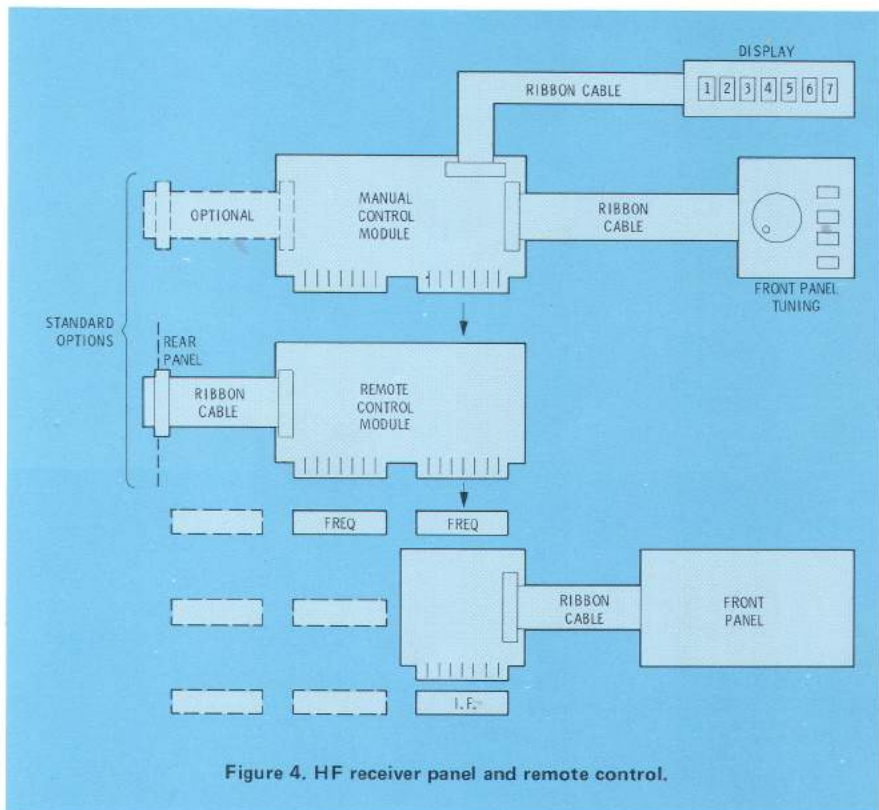 DISPLAY
RIBBON CABLE
1 2 3 4 5 6 7
OPTIONAL
MANUAL
CONTROL
MODULE
RIBBON
CABLE
FRONT PANEL
TUNING
STANDARD
OPTIONS
REAR
PANEL
RIBBON
CABLE
REMOTE
CONTROL
MODULE
FREQ
FREQ
RIBBON
CABLE
FRONT
PANEL
I.F.
Figure 4. HF receiver panel and remote control.